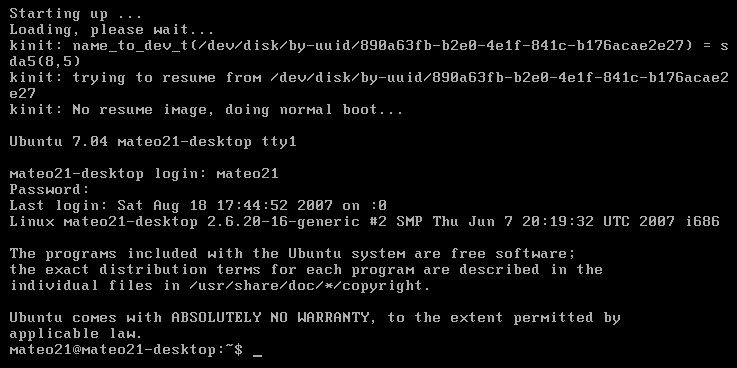 Starting up ...
Loading, please wait...
kinit: name_to_dev_t(/dev/disk/by-uuid/890a63fb-b2e0-4e1f-841c-b176acae2e27) = s
da5(8,5)
kinit: trying to resume from /dev/disk/by-uuid/890a63fb-b2e0-4e1f-841c-b176acae2
e27
kinit: No resume image, doing normal boot...
Ubuntu 7.04 mateo21-desktop tty1
mateo21-desktop login: mateo21
Password:
Last login: Sat Aug 18 17:44:52 2007 on :0
Linux mateo21-desktop 2.6.20-16-generic #2 SMP Thu Jun 7 20:19:32 UTC 2007 i686
The programs included with the Ubuntu system are free software;
the exact distribution terms for each program are described in the
individual files in /usr/share/doc/*/copyright.
Ubuntu comes with ABSOLUTELY NO WARRANTY, to the extent permitted by
applicable law.
mateo21@mateo21-desktop:~$ _